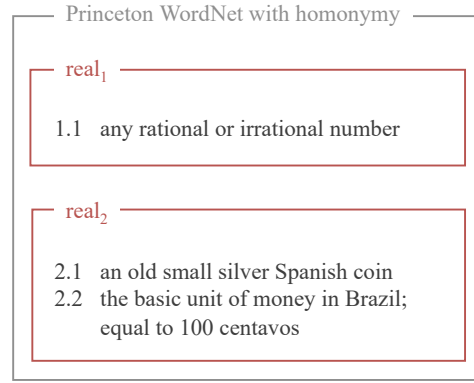 Princeton WordNet with homonymy
real₁
1.1 any rational or irrational number
real₂
2.1 an old small silver Spanish coin
2.2 the basic unit of money in Brazil;
equal to 100 centavos